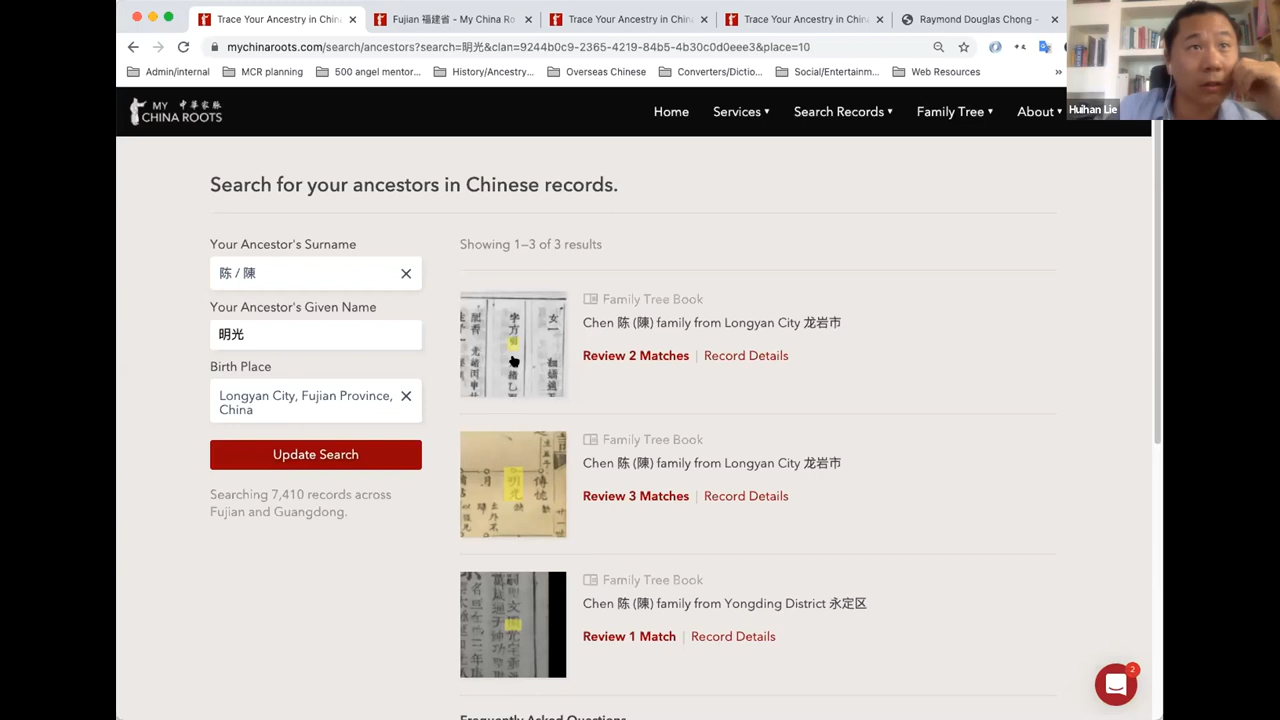 Trace Your Ancestry in Chin
Fujian 福建省 - My China Ro
Trace Your Ancestry in Chin
Trace Your Ancestry in Chin
Raymond Douglas Chong -
mychinaroots.com/search/ancestors?search=明光&clan=9244b0c9-2365-4219-84b5-4b30c0d0eee3&place=10
Admin/internal
MCR planning
500 angel mentor...
History/Ancestry...
Overseas Chinese
Converters/Dictio...
Social/Entertainm...
Web Resources
»
Huihan Lie
MY 中華家脉
CHINA ROOTS
Home
Services
Search Records
Family Tree
About
Search for your ancestors in Chinese records.
Your Ancestor's Surname
陈 / 陳
Your Ancestor's Given Name
明光
Birth Place
Longyan City, Fujian Province,
China
Update Search
Searching 7,410 records across
Fujian and Guangdong.
Showing 1–3 of 3 results
Family Tree Book
Chen 陈 (陳) family from Longyan City 龙岩市
Review 2 Matches | Record Details
Family Tree Book
Chen 陈 (陳) family from Longyan City 龙岩市
Review 3 Matches | Record Details
Family Tree Book
Chen 陈 (陳) family from Yongding District 永定区
Review 1 Match | Record Details
2